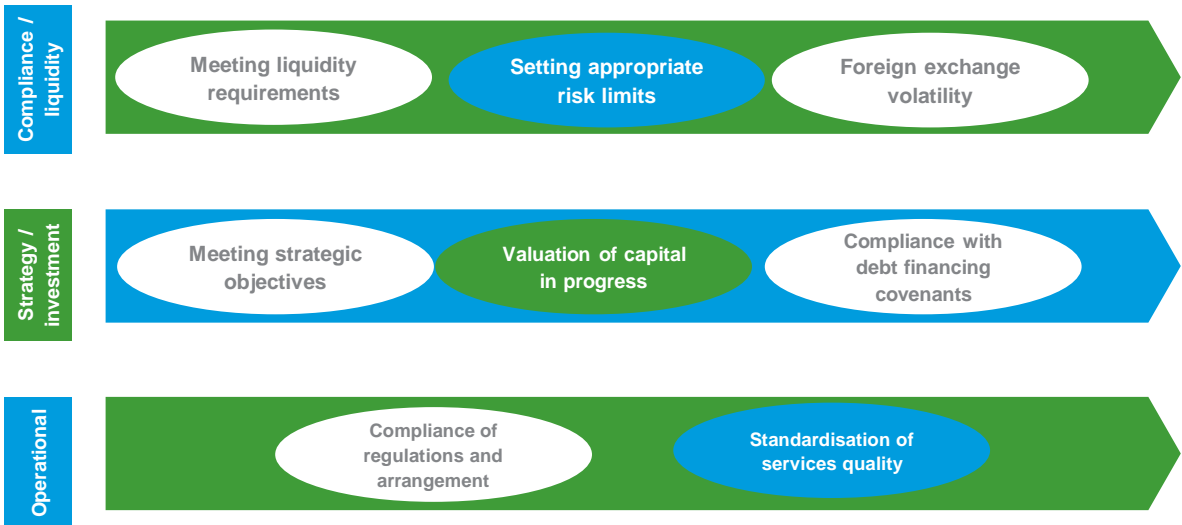 Compliance /
liquidity
Meeting liquidity
requirements
Setting appropriate
risk limits
Foreign exchange
volatility
Strategy /
investment
Meeting strategic
objectives
Valuation of capital
in progress
Compliance with
debt financing
covenants
Operational
Compliance of
regulations and
arrangement
Standardisation of
services quality